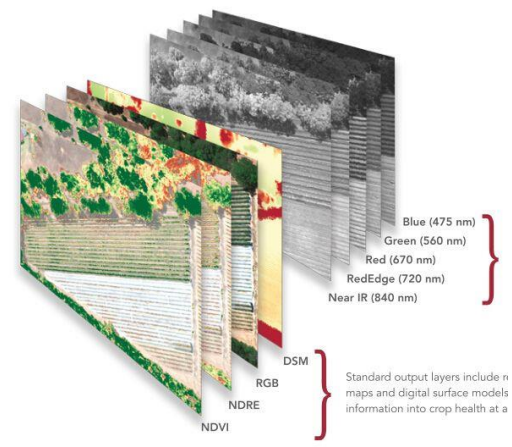 Blue (475 nm)
Green (560 nm)
Red (670 nm)
RedEdge (720 nm)
Near IR (840 nm)
DSM
RGB
NDRE
NDVI
Standard output layers include
maps and digital surface models
information into crop health at a